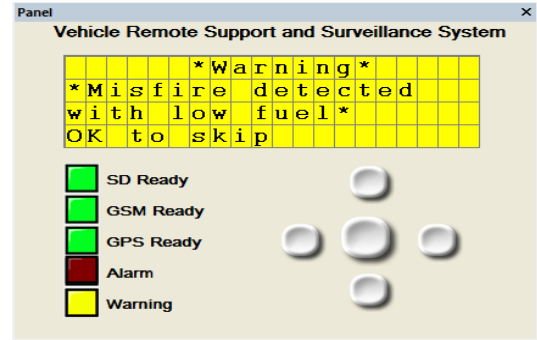 Panel
Vehicle Remote Support and Surveillance System
*Warning*
*Misfire detected
with low fuel*
OK to skip
SD Ready
GSM Ready
GPS Ready
Alarm
Warning